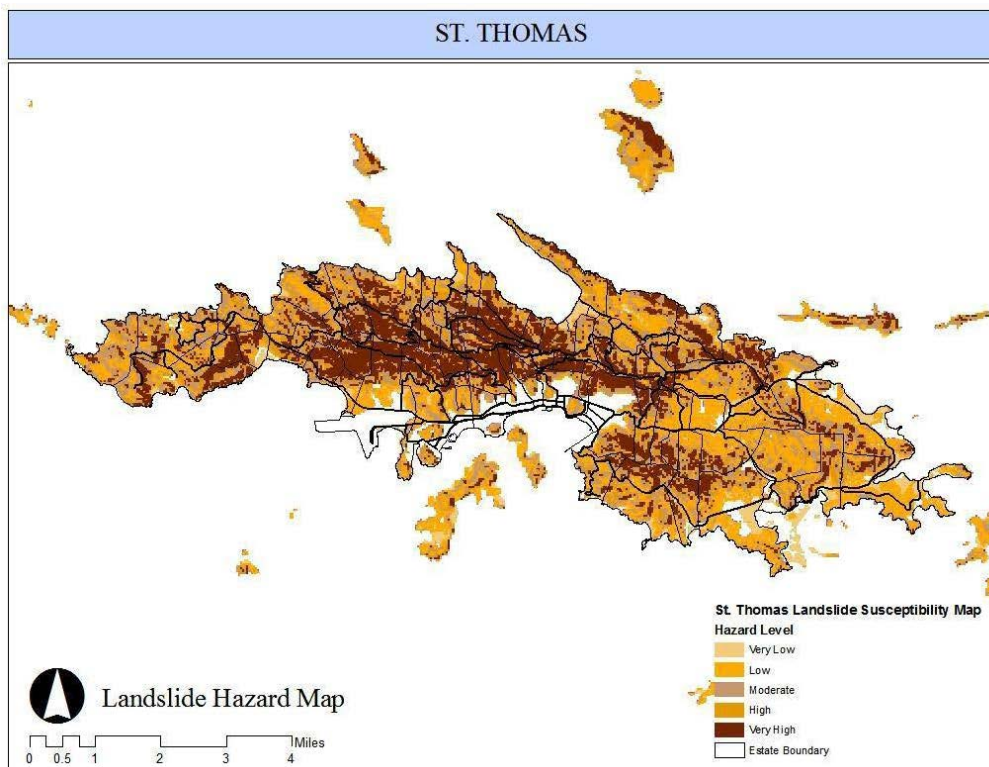 ST. THOMAS
St. Thomas Landslide Susceptibility Map
Hazard Level
Very Low
Low
Moderate
High
Very High
Estate Boundary
Landslide Hazard Map
Miles
0 0.5 1 2 3 4